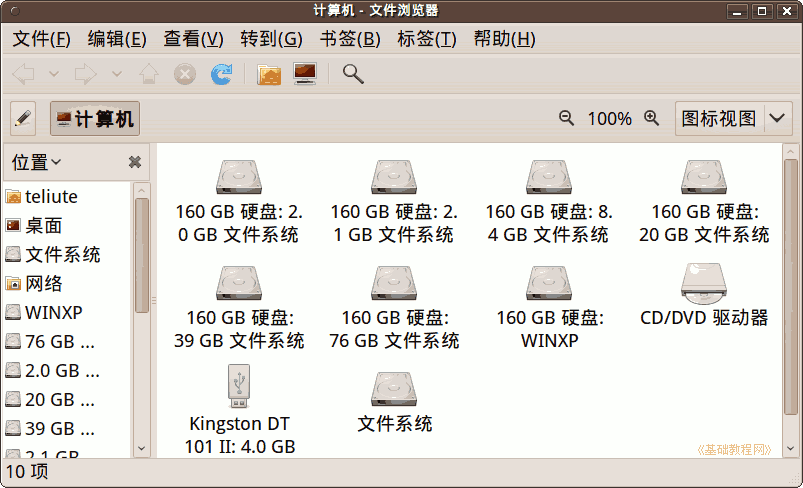 计算机 - 文件浏览器
文件(F) 编辑(E) 查看(V) 转到(G) 书签(B) 标签(T) 帮助(H)
计算机 100% 图标视图
位置
teliute
桌面
文件系统
网络
WINXP
76 GB ...
2.0 GB ...
20 GB ...
39 GB ...
2.1 GB
160 GB 硬盘: 2.
0 GB 文件系统
160 GB 硬盘: 2.
1 GB 文件系统
160 GB 硬盘: 8.
4 GB 文件系统
160 GB 硬盘:
20 GB 文件系统
160 GB 硬盘:
39 GB 文件系统
160 GB 硬盘:
76 GB 文件系统
160 GB 硬盘:
WINXP
CD/DVD 驱动器
Kingston DT
101 II: 4.0 GB
文件系统
《基础教程网》
10 项